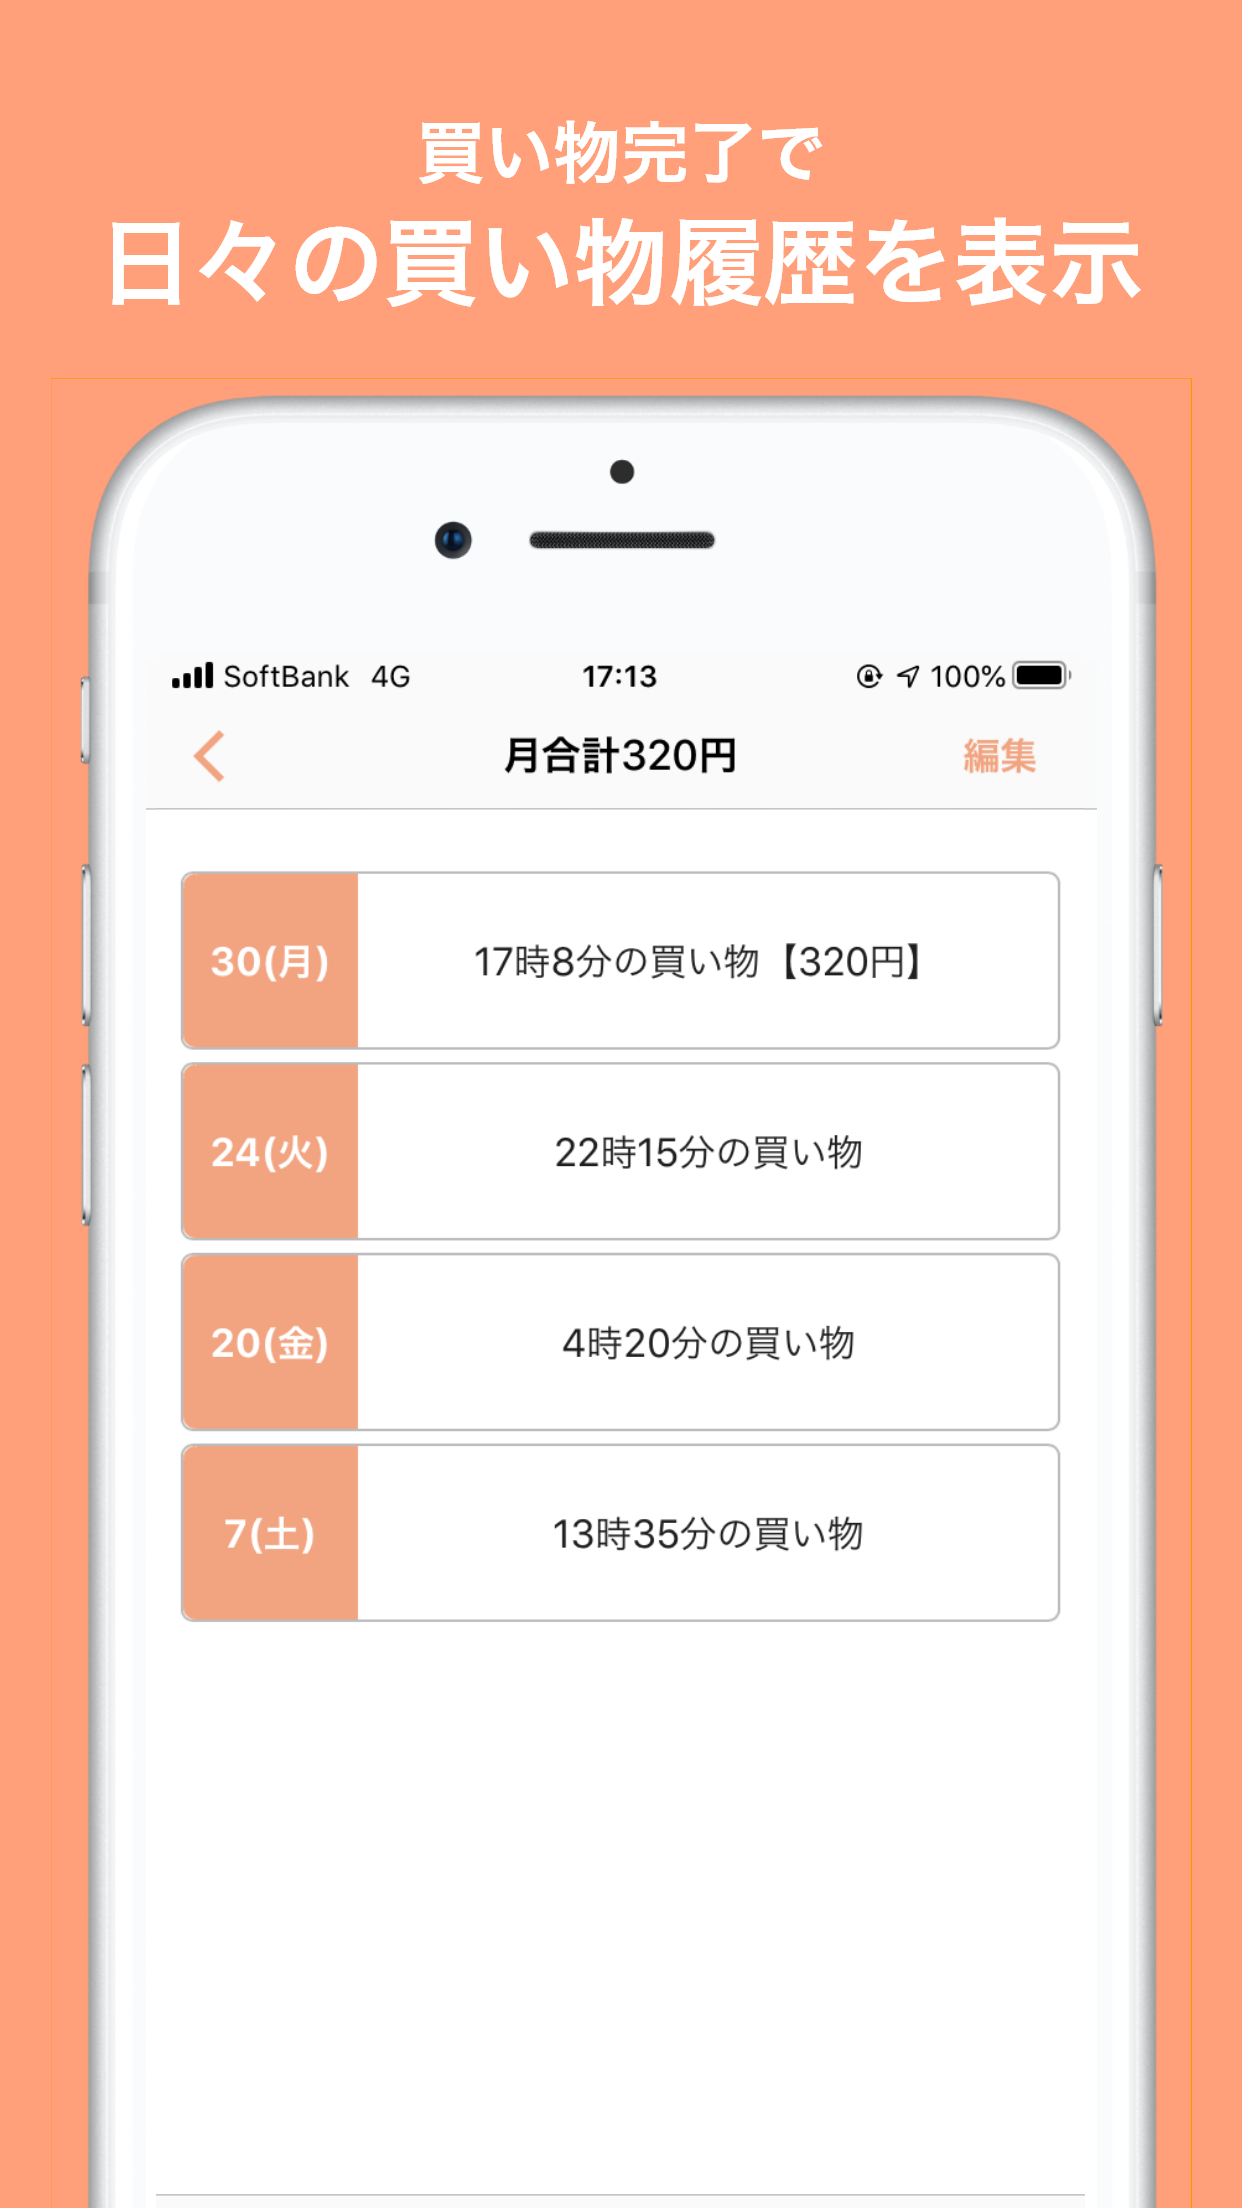 買い物完了で
日々の買い物履歴を表示
SoftBank 4G 17:13 100%
月合計320円 編集
30(月) 17時8分の買い物【320円】
24(火) 22時15分の買い物
20(金) 4時20分の買い物
7(土) 13時35分の買い物